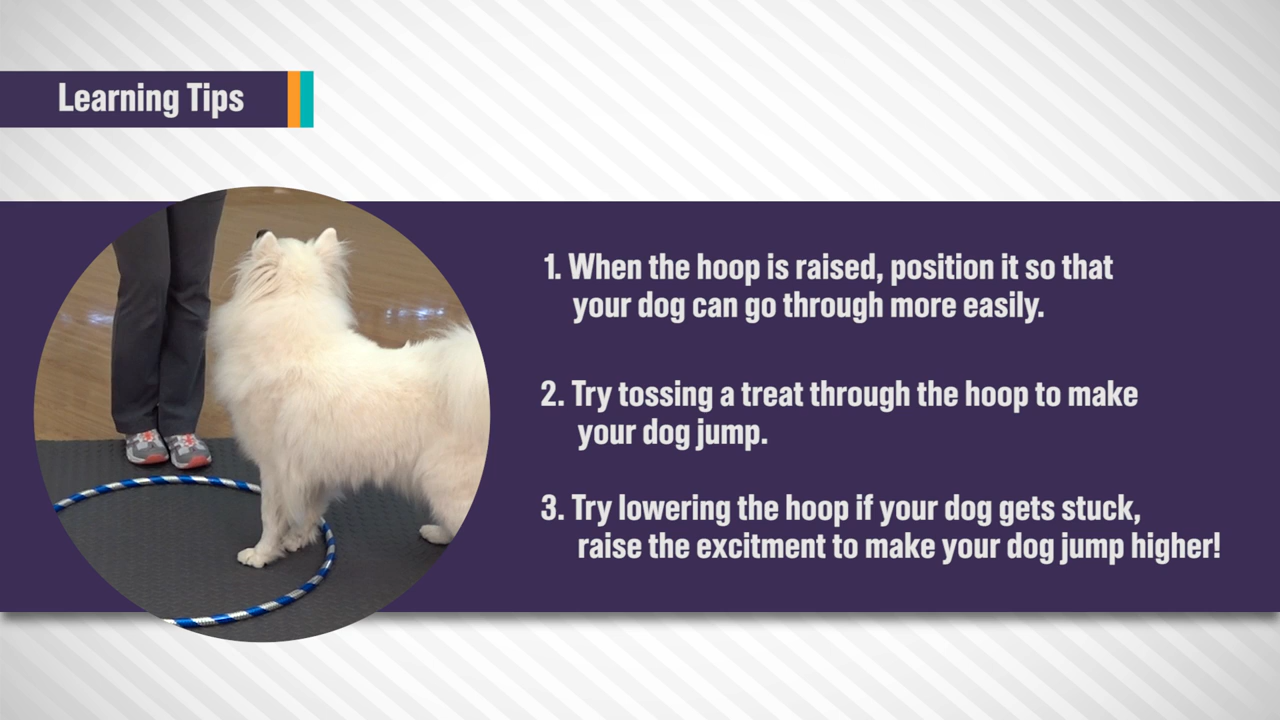 Learning Tips
1. When the hoop is raised, position it so that
your dog can go through more easily.
2. Try tossing a treat through the hoop to make
your dog jump.
3. Try lowering the hoop if your dog gets stuck,
raise the excitment to make your dog jump higher!